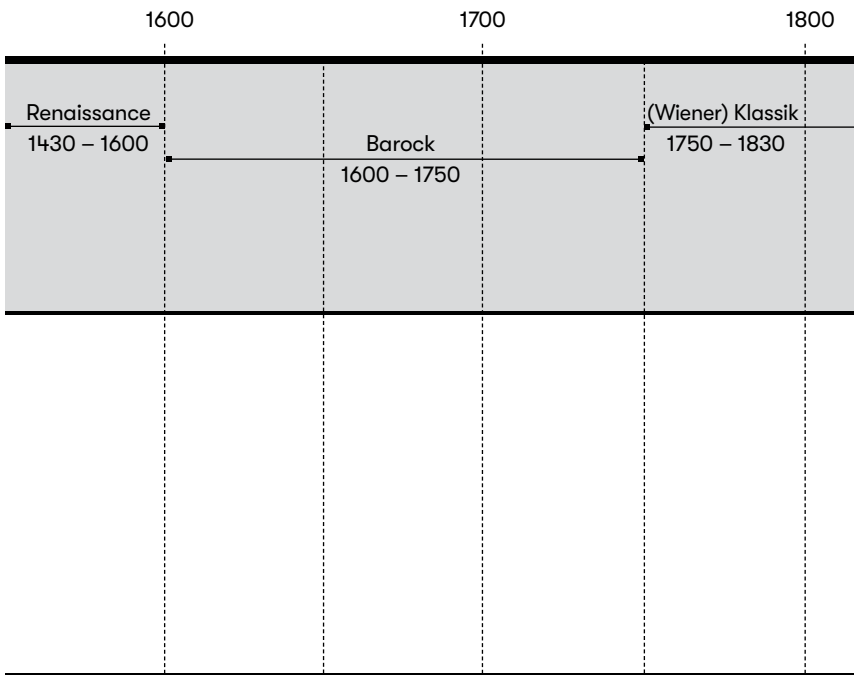 1600 1700 1800
Renaissance
1430 – 1600
Barock
1600 – 1750
(Wiener) Klassik
1750 – 1830